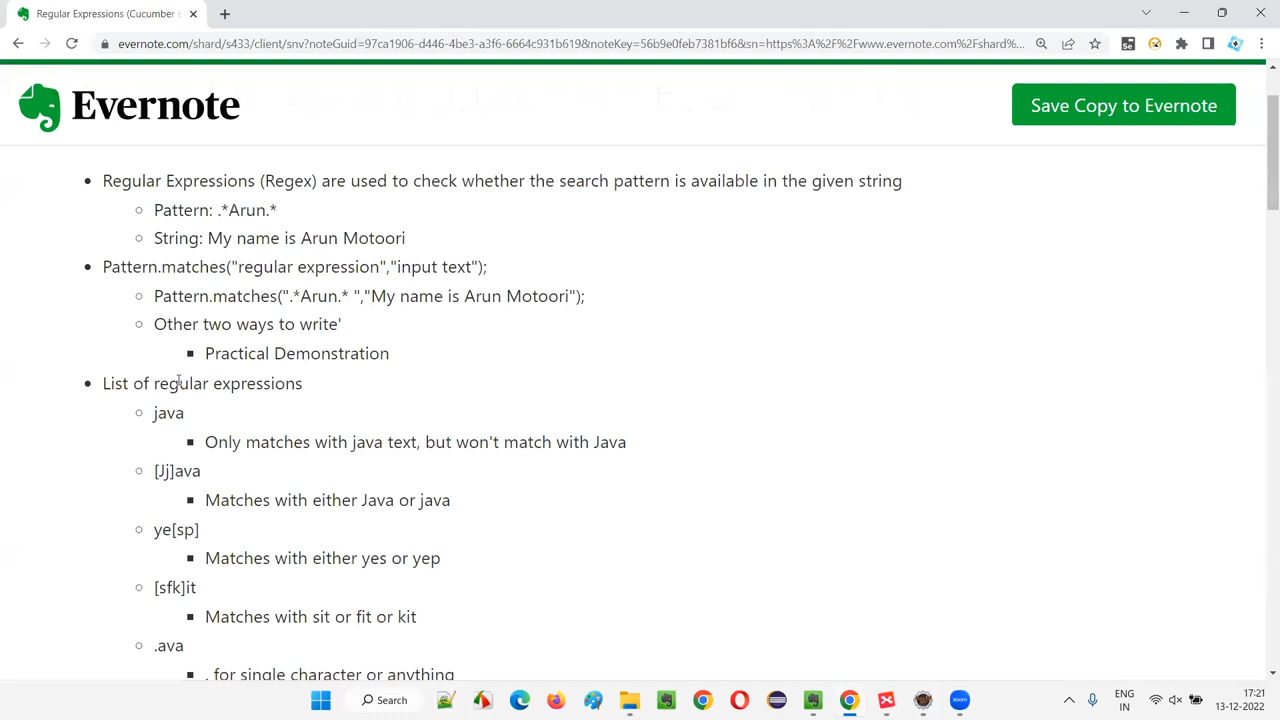 Regular Expressions (Cucumber
evernote.com/shard/s433/client/snv?noteGuid=97ca1906-d446-4be3-a3f6-6664c931b619&noteKey=56b9e0feb7381bf6&sn=https%3A%2F%2Fwww.evernote.com%2Fshard%...
Evernote
Save Copy to Evernote
• Regular Expressions (Regex) are used to check whether the search pattern is available in the given string
○ Pattern: .*Arun.*
○ String: My name is Arun Motoori
• Pattern.matches("regular expression","input text");
○ Pattern.matches(".*Arun.* ","My name is Arun Motoori");
○ Other two ways to write'
■ Practical Demonstration
• List of regular expressions
○ java
■ Only matches with java text, but won't match with Java
○ [Jj]ava
■ Matches with either Java or java
○ ye[sp]
■ Matches with either yes or yep
○ [sfk]it
■ Matches with sit or fit or kit
○ .ava
■ . for single character or anything
Search
ENG
IN
17:21
13-12-2022
zoom